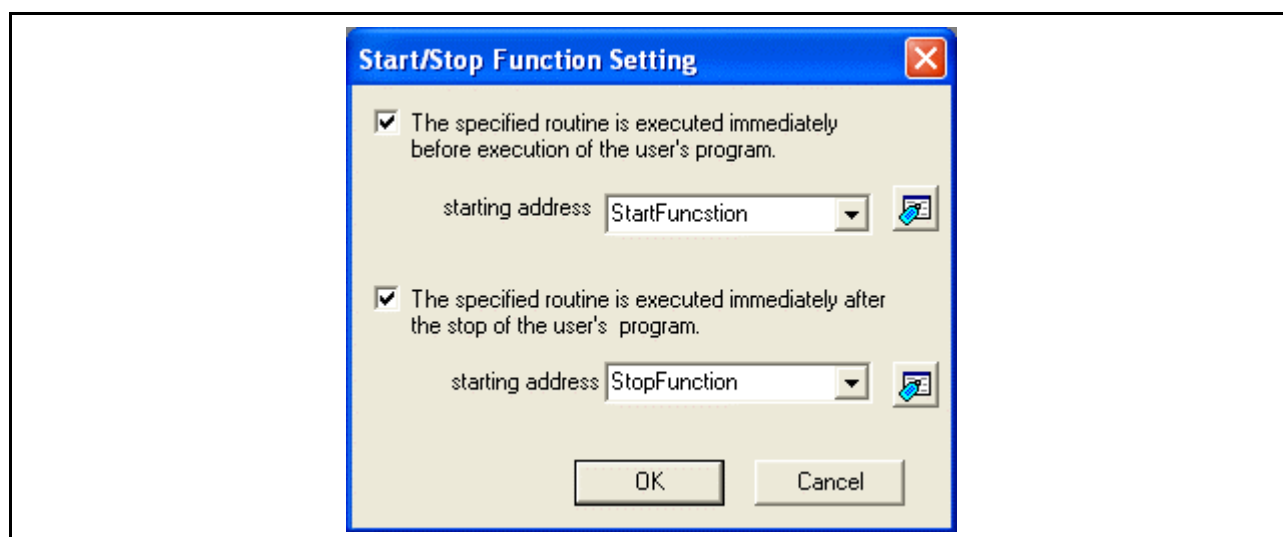 Start/Stop Function Setting
The specified routine is executed immediately
before execution of the user's program.
starting address StartFuncstion
The specified routine is executed immediately after
the stop of the user's program.
starting address StopFunction
OK Cancel